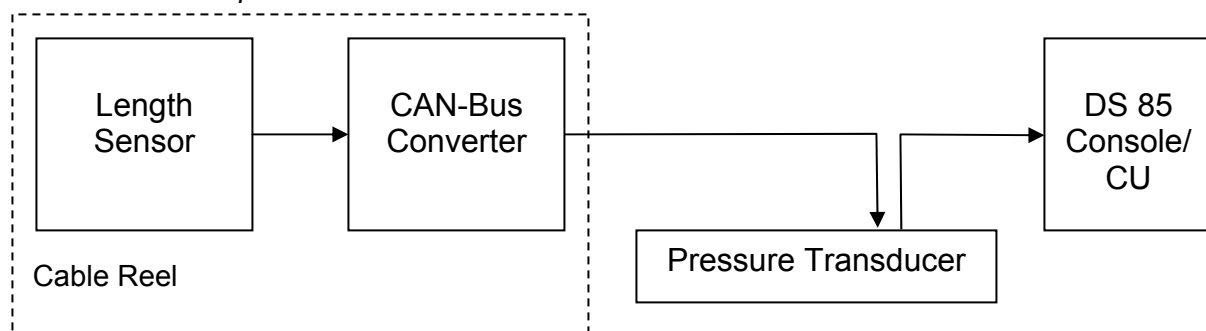 Length
Sensor
CAN-Bus
Converter
DS 85
Console/
CU
Pressure Transducer
Cable Reel